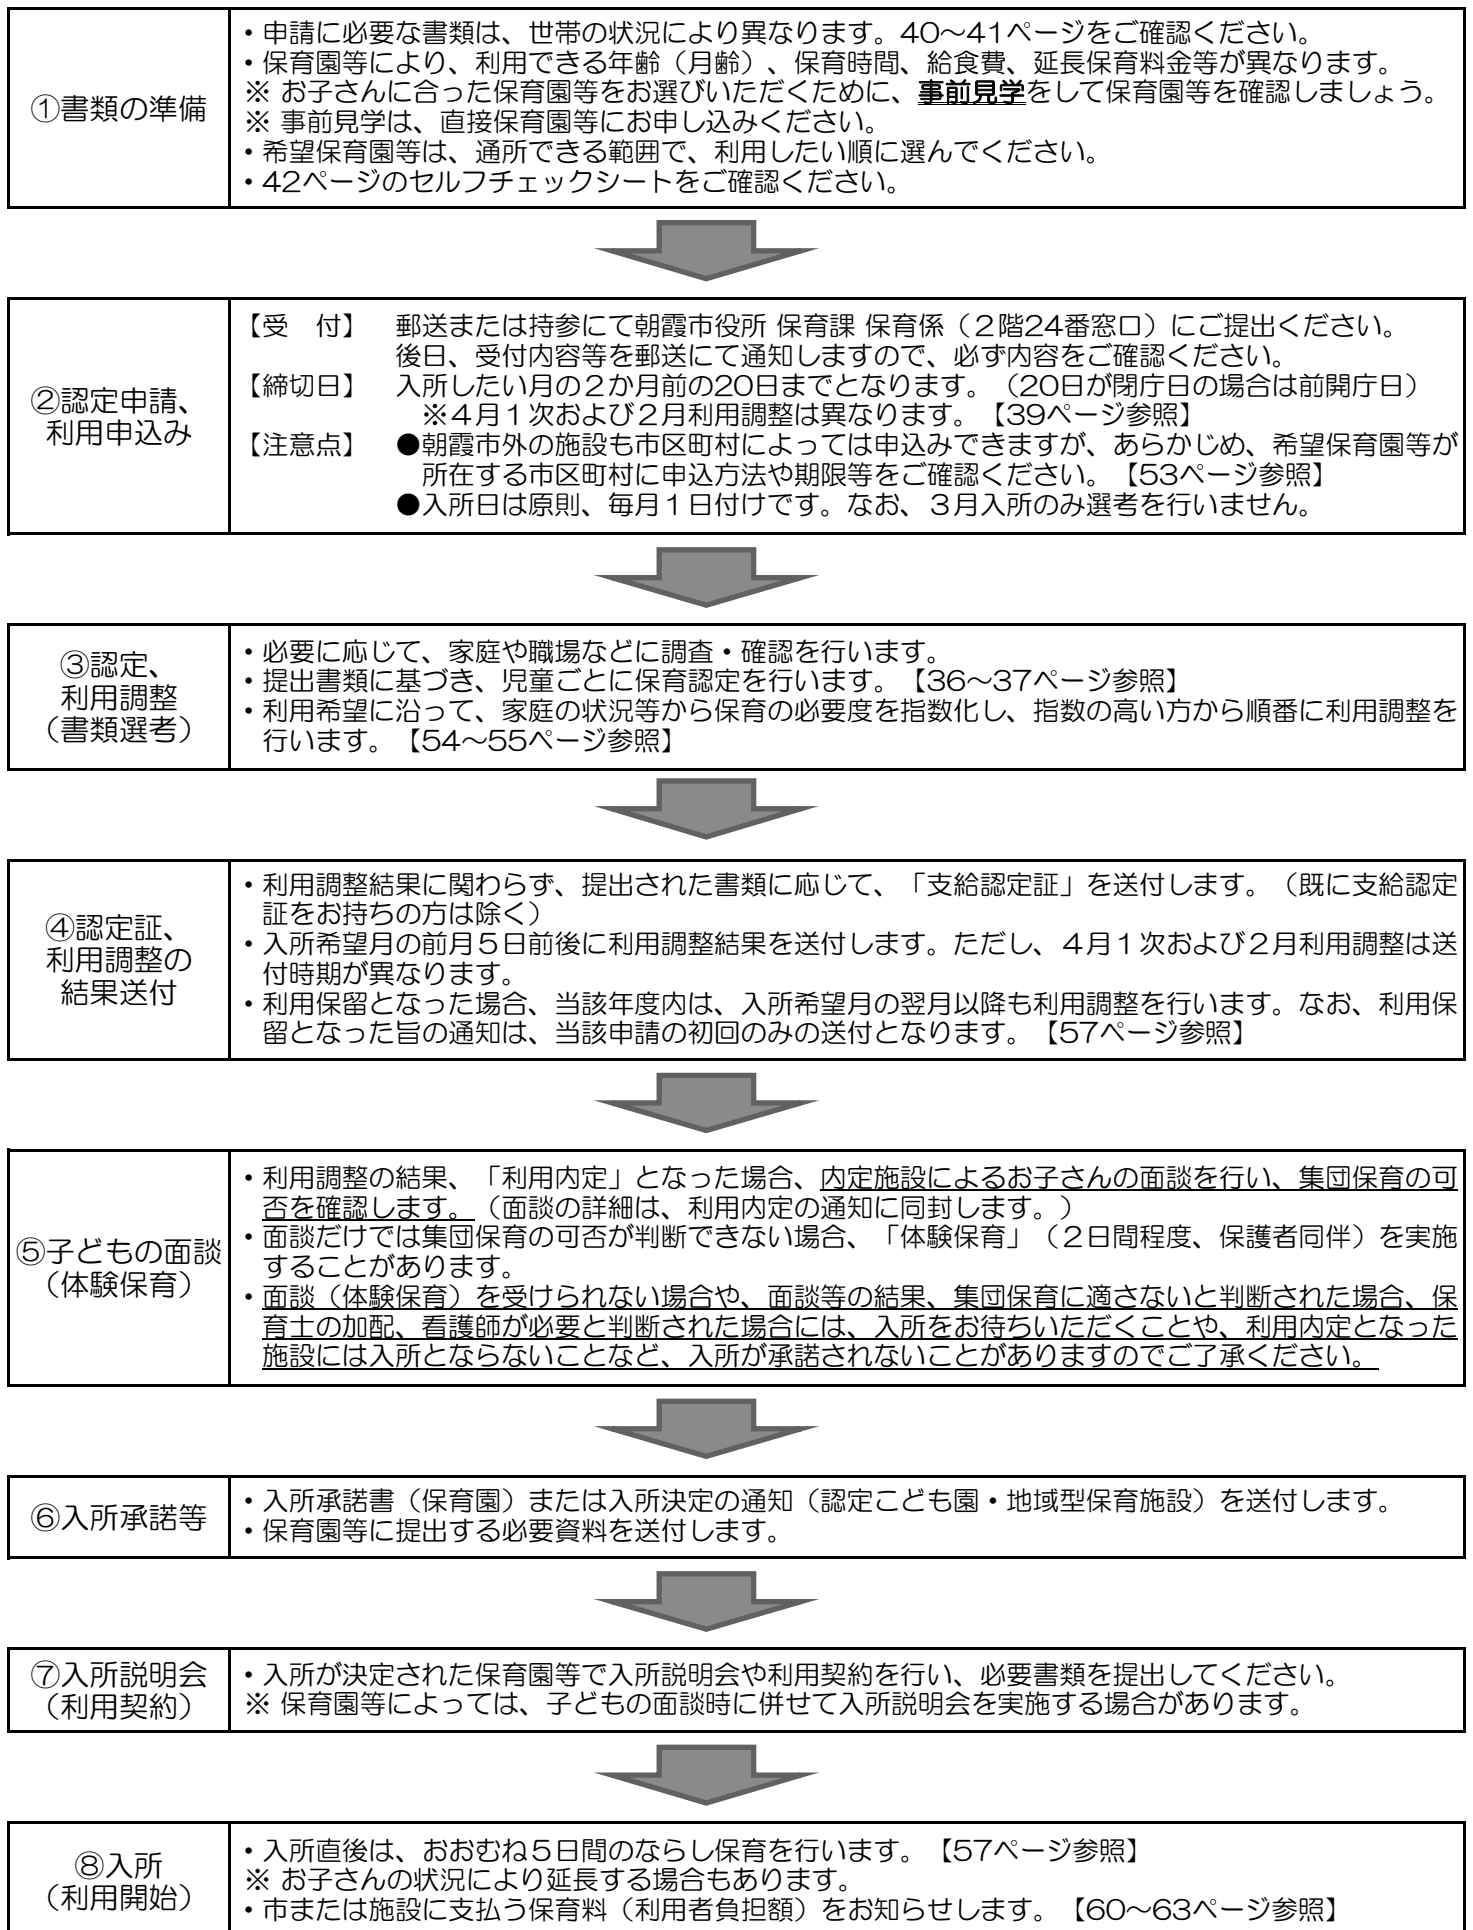 ①書類の準備
・申請に必要な書類は、世帯の状況により異なります。40～41ページをご確認ください。
・保育園等により、利用できる年齢（月齢）、保育時間、給食費、延長保育料金等が異なります。
※ お子さんに合った保育園等をお選びいただくために、事前見学をして保育園等を確認しましょう。
※ 事前見学は、直接保育園等にお申し込みください。
・希望保育園等は、通所できる範囲で、利用したい順に選んでください。
・42ページのセルフチェックシートをご確認ください。
②認定申請、
利用申込み
【受　付】　郵送または持参にて朝霞市役所 保育課 保育係（２階24番窓口）にご提出ください。
後日、受付内容等を郵送にて通知しますので、必ず内容をご確認ください。
【締切日】　入所したい月の２か月前の20日までとなります。（20日が閉庁日の場合は前開庁日）
※４月１次および２月利用調整は異なります。【39ページ参照】
【注意点】　●朝霞市外の施設も市区町村によっては申込みできますが、あらかじめ、希望保育園等が
所在する市区町村に申込方法や期限等をご確認ください。【53ページ参照】
●入所日は原則、毎月１日付けです。なお、３月入所のみ選考を行いません。
③認定、
利用調整
（書類選考）
・必要に応じて、家庭や職場などに調査・確認を行います。
・提出書類に基づき、児童ごとに保育認定を行います。【36～37ページ参照】
・利用希望に沿って、家庭の状況等から保育の必要度を指数化し、指数の高い方から順番に利用調整を
行います。【54～55ページ参照】
④認定証、
利用調整の
結果送付
・利用調整結果に関わらず、提出された書類に応じて、「支給認定証」を送付します。（既に支給認定
証をお持ちの方は除く）
・入所希望月の前月５日前後に利用調整結果を送付します。ただし、４月１次および２月利用調整は送
付時期が異なります。
・利用保留となった場合、当該年度内は、入所希望月の翌月以降も利用調整を行います。なお、利用保
留となった旨の通知は、当該申請の初回のみの送付となります。【57ページ参照】
⑤子どもの面談
（体験保育）
・利用調整の結果、「利用内定」となった場合、内定施設によるお子さんの面談を行い、集団保育の可
否を確認します。（面談の詳細は、利用内定の通知に同封します。）
・面談だけでは集団保育の可否が判断できない場合、「体験保育」（２日間程度、保護者同伴）を実施
することがあります。
・面談（体験保育）を受けられない場合や、面談等の結果、集団保育に適さないと判断された場合、保
育士の加配、看護師が必要と判断された場合には、入所をお待ちいただくことや、利用内定となった
施設には入所とならないことなど、入所が承諾されないことがありますのでご了承ください。
⑥入所承諾等
・入所承諾書（保育園）または入所決定の通知（認定こども園・地域型保育施設）を送付します。
・保育園等に提出する必要資料を送付します。
⑦入所説明会
（利用契約）
・入所が決定された保育園等で入所説明会や利用契約を行い、必要書類を提出してください。
※ 保育園等によっては、子どもの面談時に併せて入所説明会を実施する場合があります。
⑧入所
（利用開始）
・入所直後は、おおむね５日間のならし保育を行います。【57ページ参照】
※ お子さんの状況により延長する場合もあります。
・市または施設に支払う保育料（利用者負担額）をお知らせします。【60～63ページ参照】